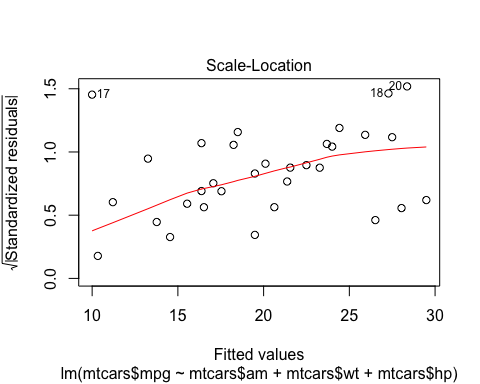 Scale-Location
√|Standardized residuals|
1.5
1.0
0.5
0.0
17
18
20
10 15 20 25 30
Fitted values
lm(mtcars$mpg ~ mtcars$am + mtcars$wt + mtcars$hp)